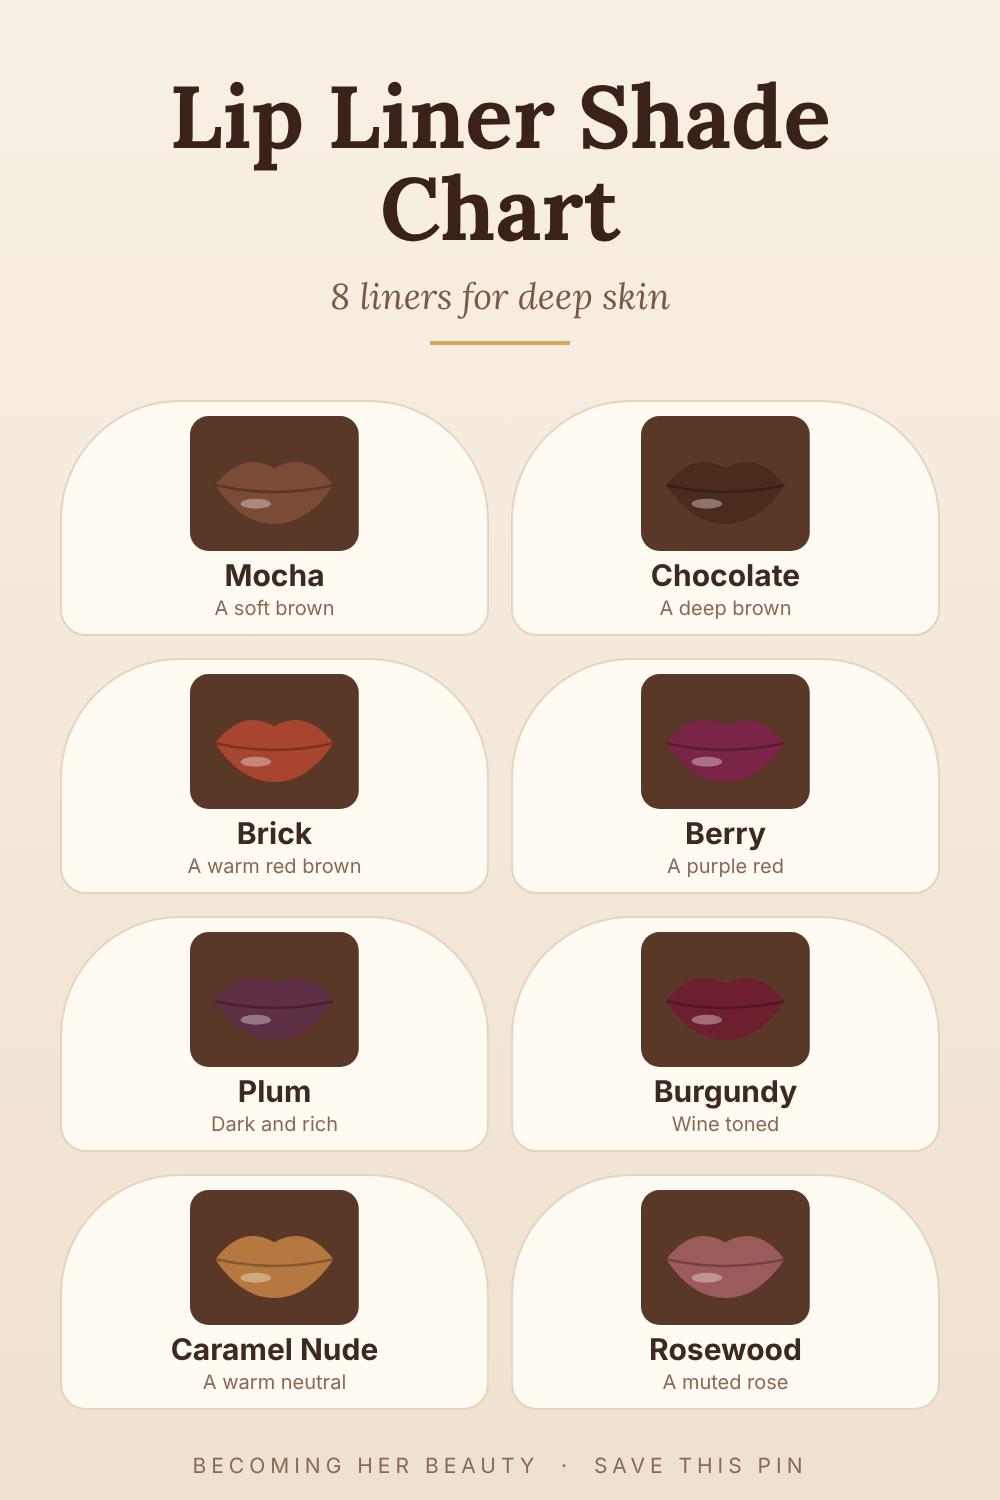 Lip Liner Shade
Chart
8 liners for deep skin
Mocha
A soft brown
Chocolate
A deep brown
Brick
A warm red brown
Berry
A purple red
Plum
Dark and rich
Burgundy
Wine toned
Caramel Nude
A warm neutral
Rosewood
A muted rose
BECOMING HER BEAUTY · SAVE THIS PIN